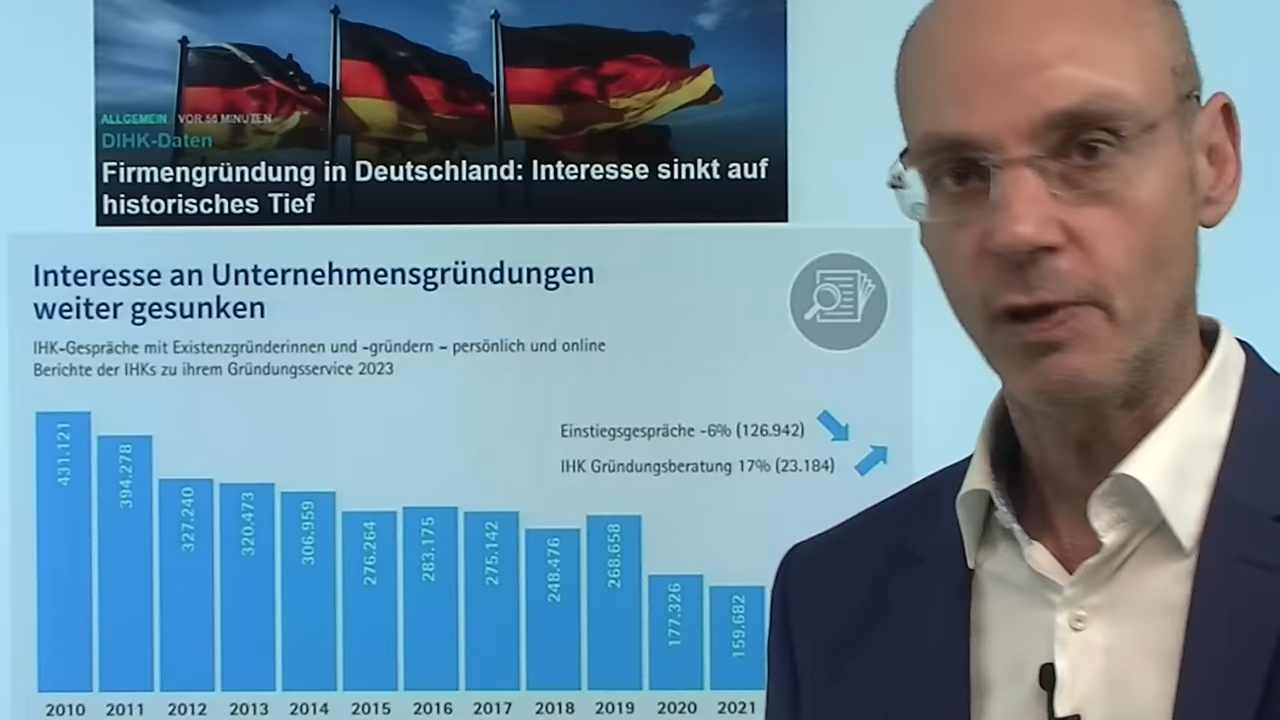 ALLGEMEIN VOR 56 MINUTEN
DIHK-Daten
Firmengründung in Deutschland: Interesse sinkt auf
historisches Tief
Interesse an Unternehmensgründungen
weiter gesunken
IHK-Gespräche mit Existenzgründerinnen und -gründern – persönlich und online
Berichte der IHKs zu ihrem Gründungsservice 2023
Einstiegsgespräche -6% (126.942)
IHK Gründungsberatung 17% (23.184)
431.121
394.278
327.240
320.473
306.959
276.264
283.175
275.142
248.476
268.658
177.326
159.682
2010 2011 2012 2013 2014 2015 2016 2017 2018 2019 2020 2021